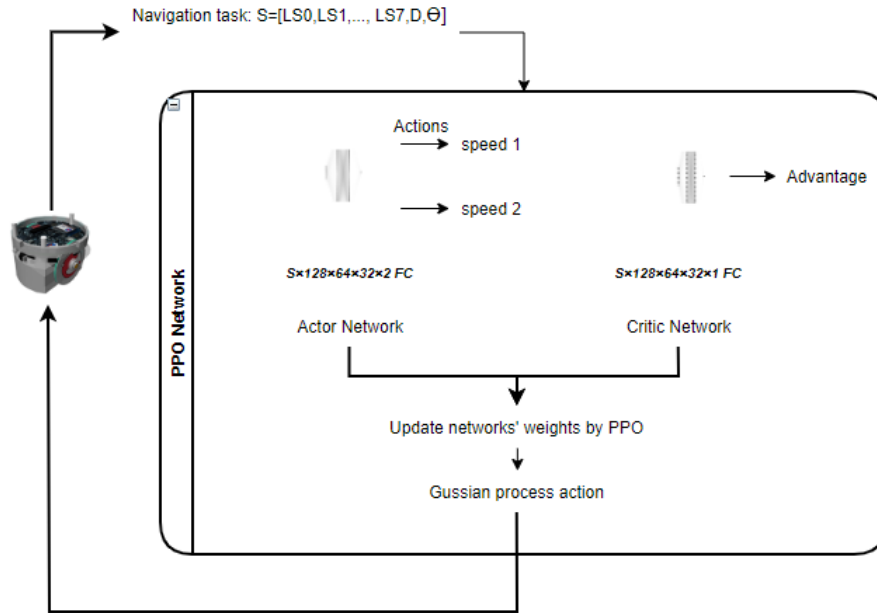 Navigation task: S=[LS0,LS1,..., LS7,D,Ɵ]
PPO Network
Actions
speed 1
speed 2
Advantage
S×128×64×32×2 FC
S×128×64×32×1 FC
Actor Network
Critic Network
Update networks' weights by PPO
Gussian process action